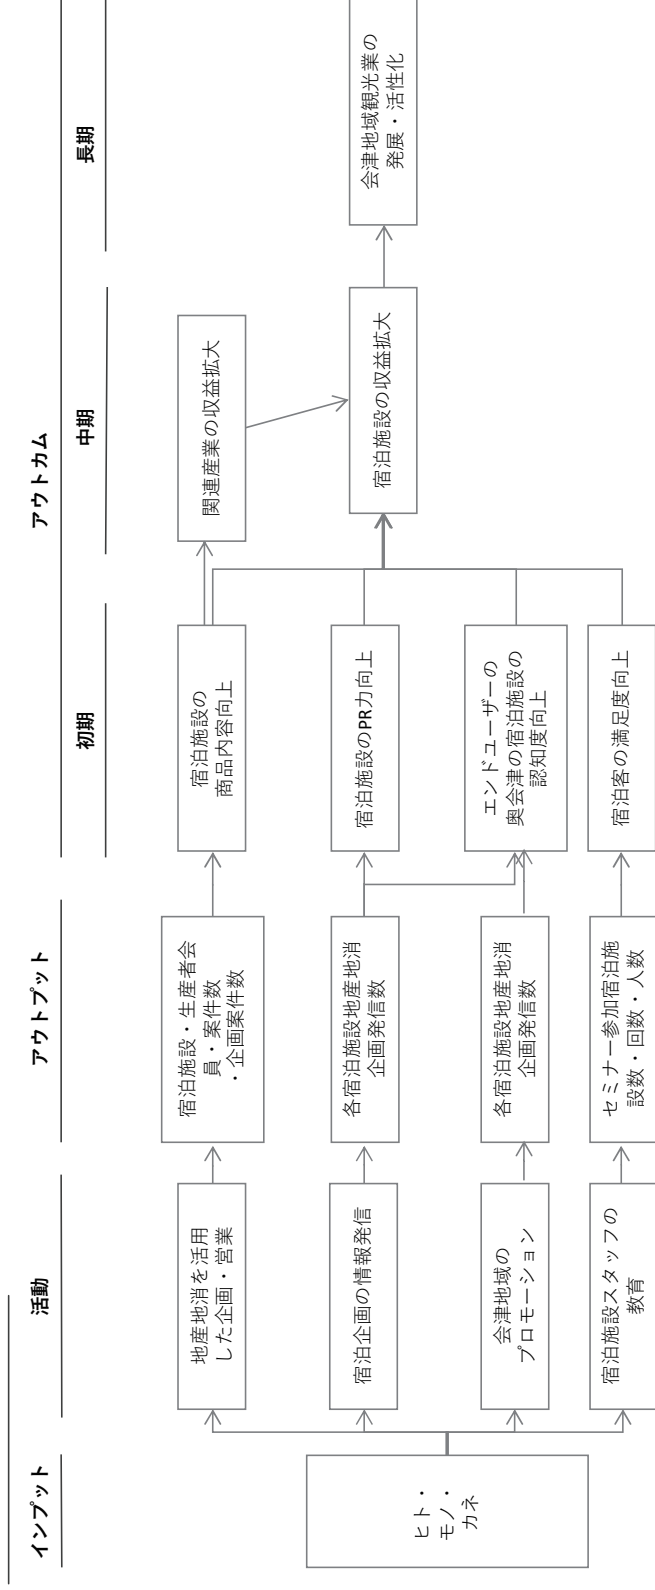 インプット
活動
アウトプット
アウトカム
初期
中期
長期
ヒト・
モノ・
カネ
地産地消を活用
した企画・営業
宿泊企画の情報発信
会津地域の
プロモーション
宿泊施設スタッフの
教育
宿泊施設・生産者会
員・案件数
・企画案件数
各宿泊施設地産地消
企画発信数
各宿泊施設地産地消
企画発信数
セミナー参加宿泊施
設数・回数・人数
宿泊施設の
商品内容向上
宿泊施設のPR力向上
エンドユーザーの
奥会津の宿泊施設の
認知度向上
宿泊客の満足度向上
関連産業の収益拡大
宿泊施設の収益拡大
会津地域観光業の
発展・活性化